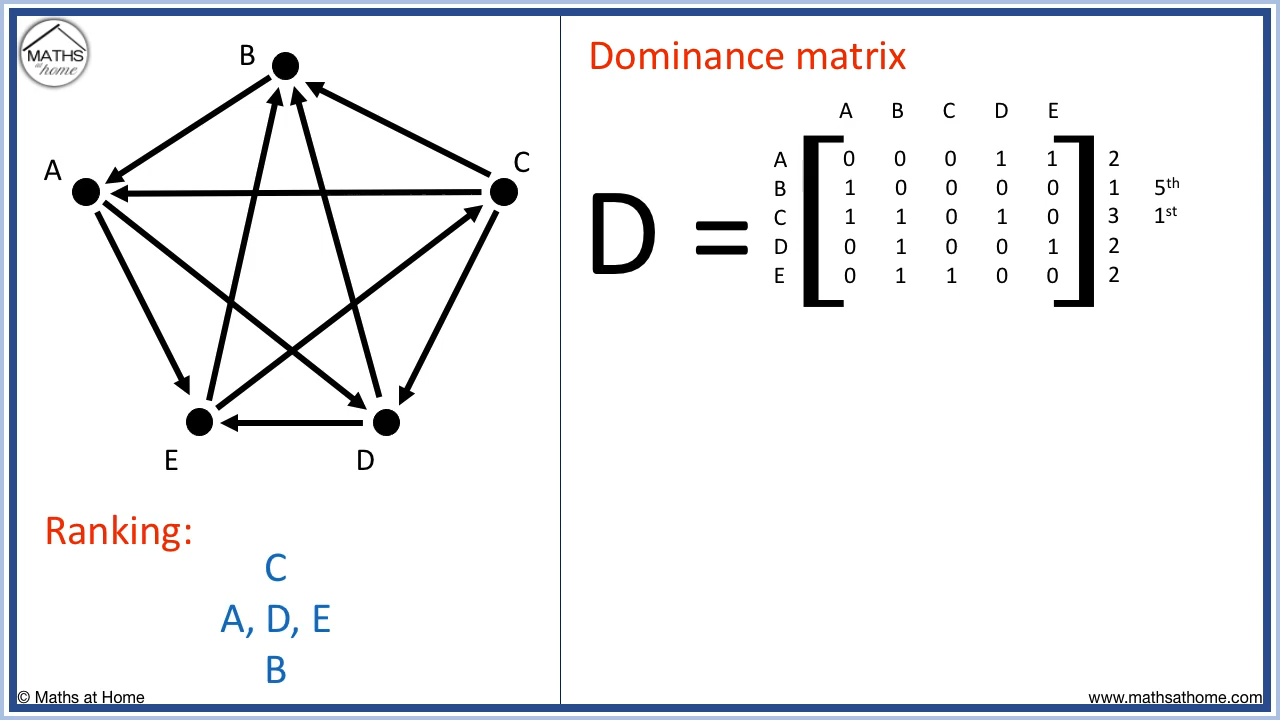 MATHS
at home
B
A
C
E
D
Ranking:
C
A, D, E
B
© Maths at Home
Dominance matrix
A B C D E
D =
A 0 0 0 1 1 2
B 1 0 0 0 0 1 5th
C 1 1 0 1 0 3 1st
D 0 1 0 0 1 2
E 0 1 1 0 0 2
www.mathsathome.com